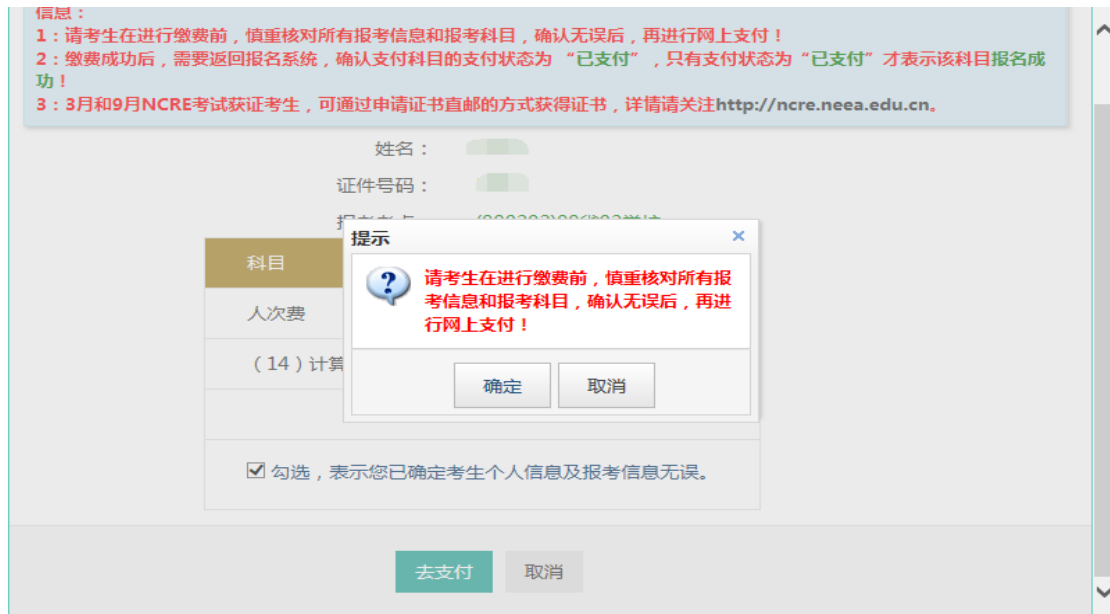 信息：
1：请考生在进行缴费前，慎重核对所有报考信息和报考科目，确认无误后，再进行网上支付！
2：缴费成功后，需要返回报名系统，确认支付科目的支付状态为 “已支付” ，只有支付状态为“已支付”才表示该科目报名成
功！
3：3月和9月NCRE考试获证考生，可通过申请证书直邮的方式获得证书，详情请关注http://ncre.neea.edu.cn。
姓名：
证件号码：
提示
×
科目
请考生在进行缴费前，慎重核对所有报
考信息和报考科目，确认无误后，再进
行网上支付！
人次费
（14）计算
确定
取消
勾选，表示您已确定考生个人信息及报考信息无误。
去支付
取消